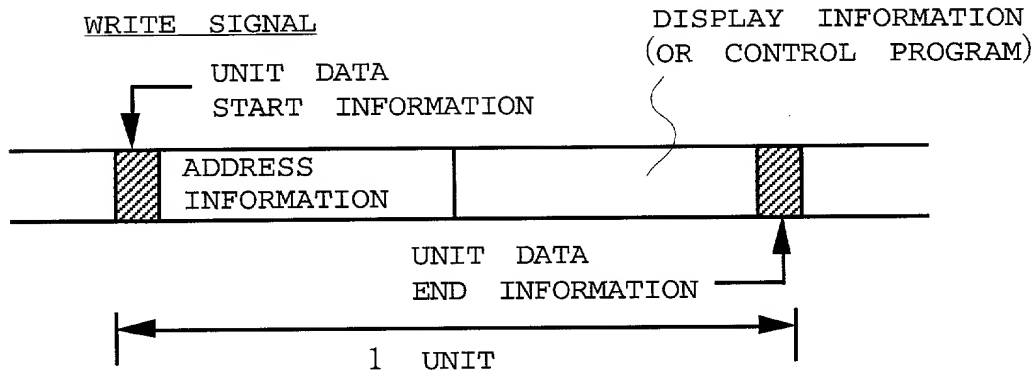 WRITE SIGNAL
DISPLAY INFORMATION
(OR CONTROL PROGRAM)
UNIT DATA
START INFORMATION
ADDRESS
INFORMATION
UNIT DATA
END INFORMATION
1 UNIT